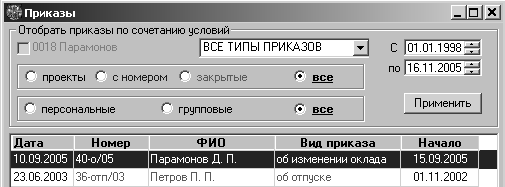 Приказы
Отобрать приказы по сочетанию условий
0018 Парамонов ВСЕ ТИПЫ ПРИКАЗОВ С 01.01.1998
по 16.11.2005
проекты с номером закрытые все
персональные групповые все Применить
Дата Номер ФИО Вид приказа Начало
10.09.2005 40-о/05 Парамонов Д. П. об изменении оклада 15.09.2005
23.06.2003 36-отп/03 Петров П. П. об отпуске 01.11.2002